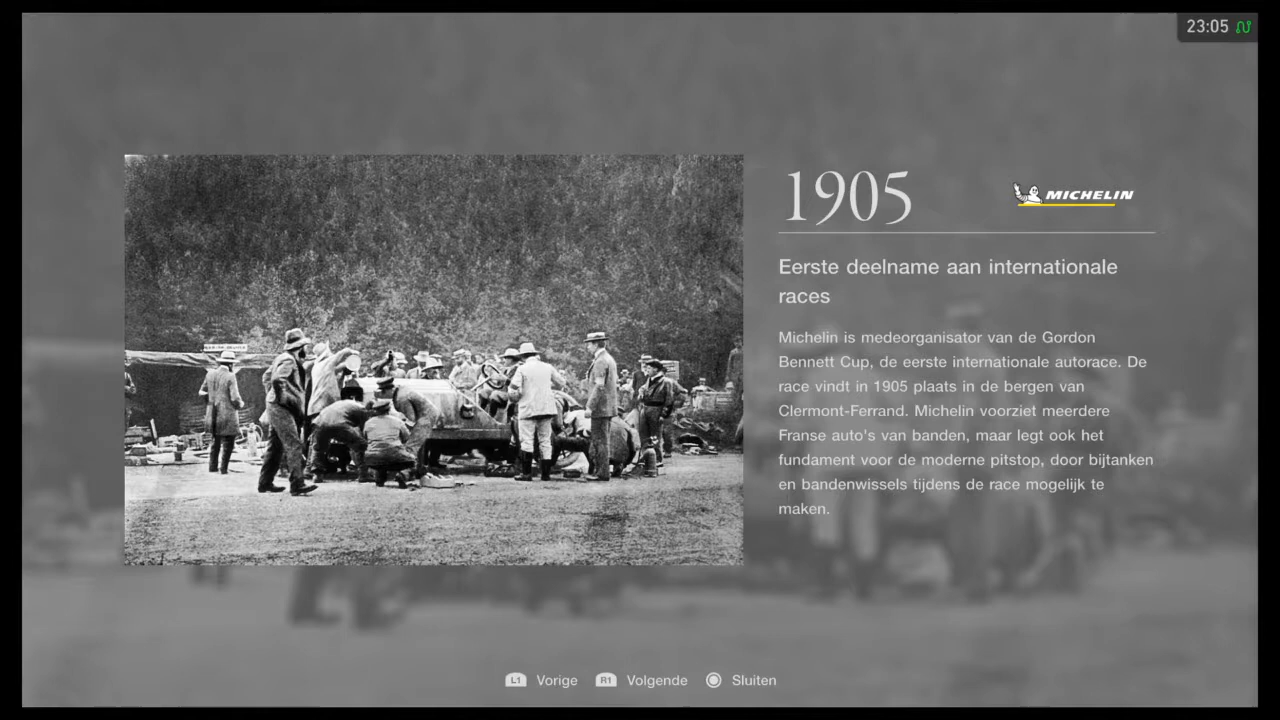 23:05
1905
MICHELIN
Eerste deelname aan internationale
races
Michelin is medeorganisator van de Gordon
Bennett Cup, de eerste internationale autorace. De
race vindt in 1905 plaats in de bergen van
Clermont-Ferrand. Michelin voorziet meerdere
Franse auto's van banden, maar legt ook het
fundament voor de moderne pitstop, door bijtanken
en bandenwissels tijdens de race mogelijk te
maken.
L1 Vorige R1 Volgende Sluiten